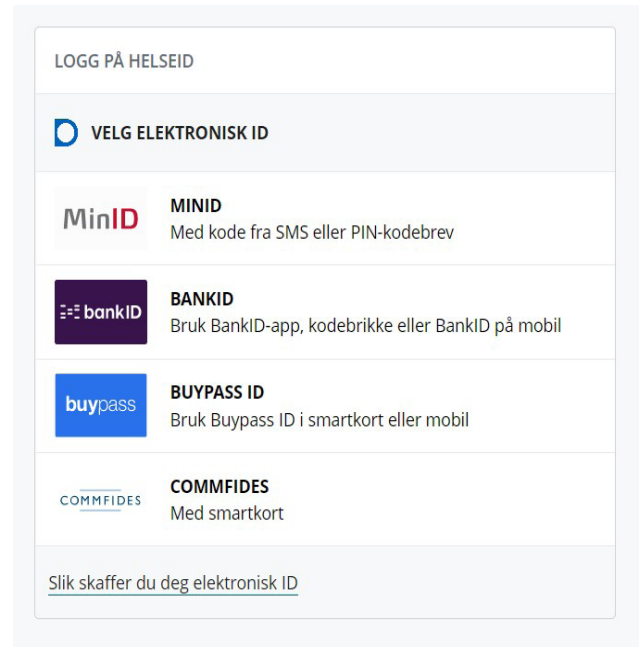 LOGG PÅ HELSEID
VELG ELEKTRONISK ID
MinID
MINID
Med kode fra SMS eller PIN-kodebrev
bankID
BANKID
Bruk BankID-app, kodebrikke eller BankID på mobil
buypass
BUYPASS ID
Bruk Buypass ID i smartkort eller mobil
COMMFIDES
COMMFIDES
Med smartkort
Slik skaffer du deg elektronisk ID